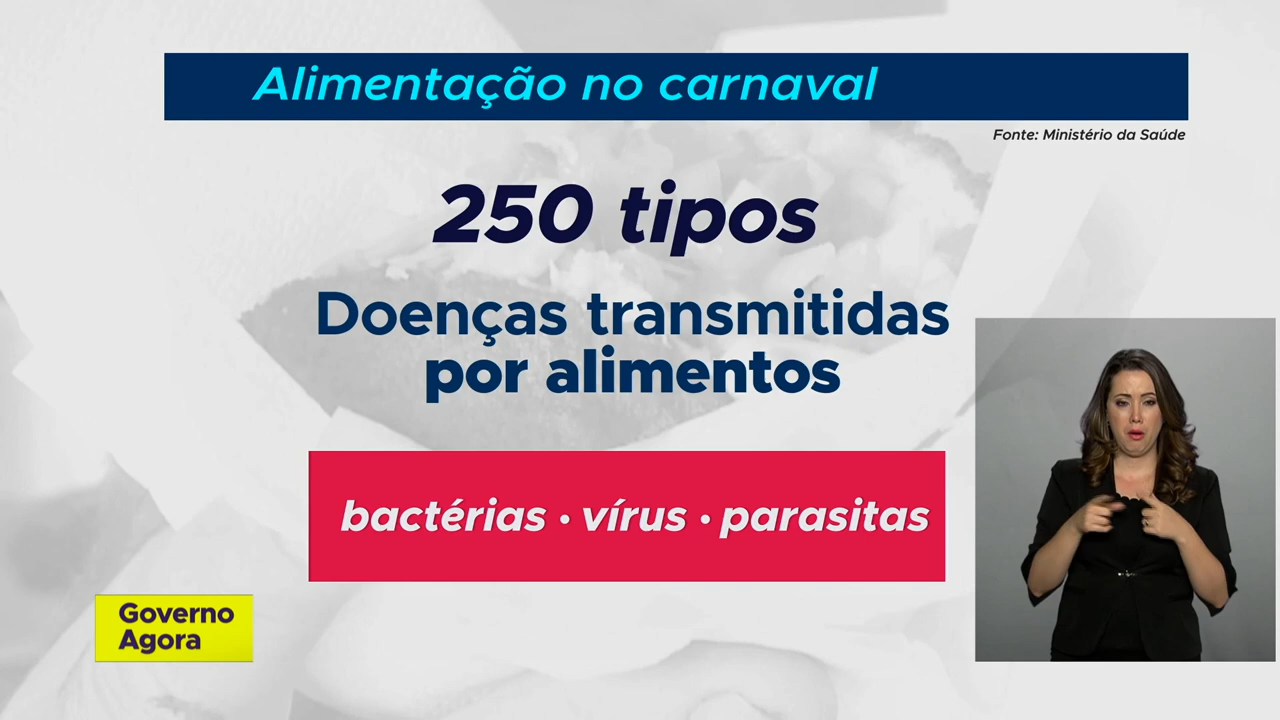 Alimentação no carnaval
Fonte: Ministério da Saúde
250 tipos
Doenças transmitidas
por alimentos
bactérias • vírus • parasitas
Governo
Agora